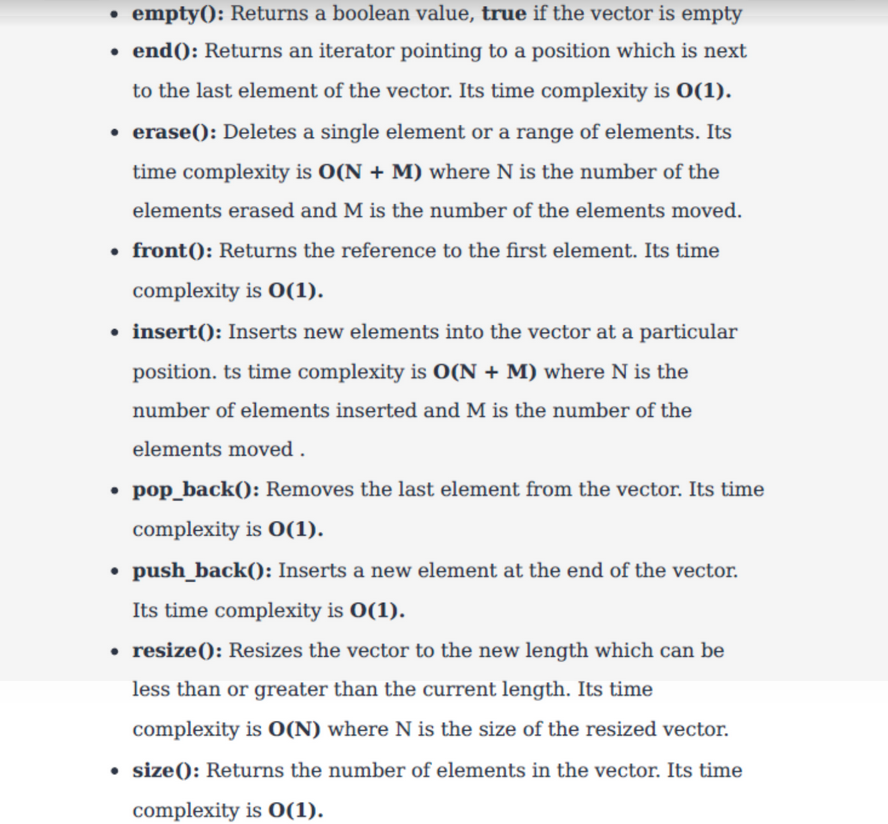 • empty(): Returns a boolean value, true if the vector is empty
• end(): Returns an iterator pointing to a position which is next
to the last element of the vector. Its time complexity is O(1).
• erase(): Deletes a single element or a range of elements. Its
time complexity is O(N + M) where N is the number of the
elements erased and M is the number of the elements moved.
• front(): Returns the reference to the first element. Its time
complexity is O(1).
• insert(): Inserts new elements into the vector at a particular
position. ts time complexity is O(N + M) where N is the
number of elements inserted and M is the number of the
elements moved .
• pop_back(): Removes the last element from the vector. Its time
complexity is O(1).
• push_back(): Inserts a new element at the end of the vector.
Its time complexity is O(1).
• resize(): Resizes the vector to the new length which can be
less than or greater than the current length. Its time
complexity is O(N) where N is the size of the resized vector.
• size(): Returns the number of elements in the vector. Its time
complexity is O(1).